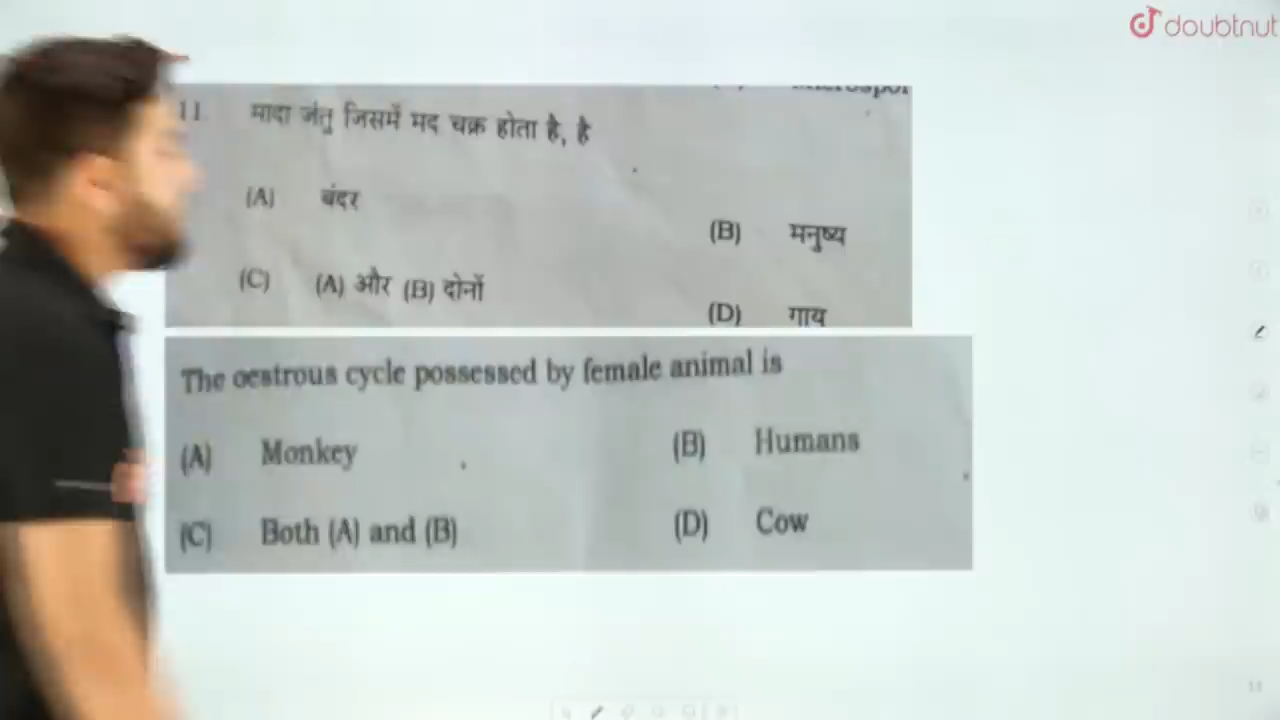 doubtnut
11. मादा जंतु जिसमें मद चक्र होता है, है
(A) बंदर
(B) मनुष्य
(C) (A) और (B) दोनों
(D) गाय
The oestrous cycle possessed by female animal is
(A) Monkey (B) Humans
(C) Both (A) and (B) (D) Cow